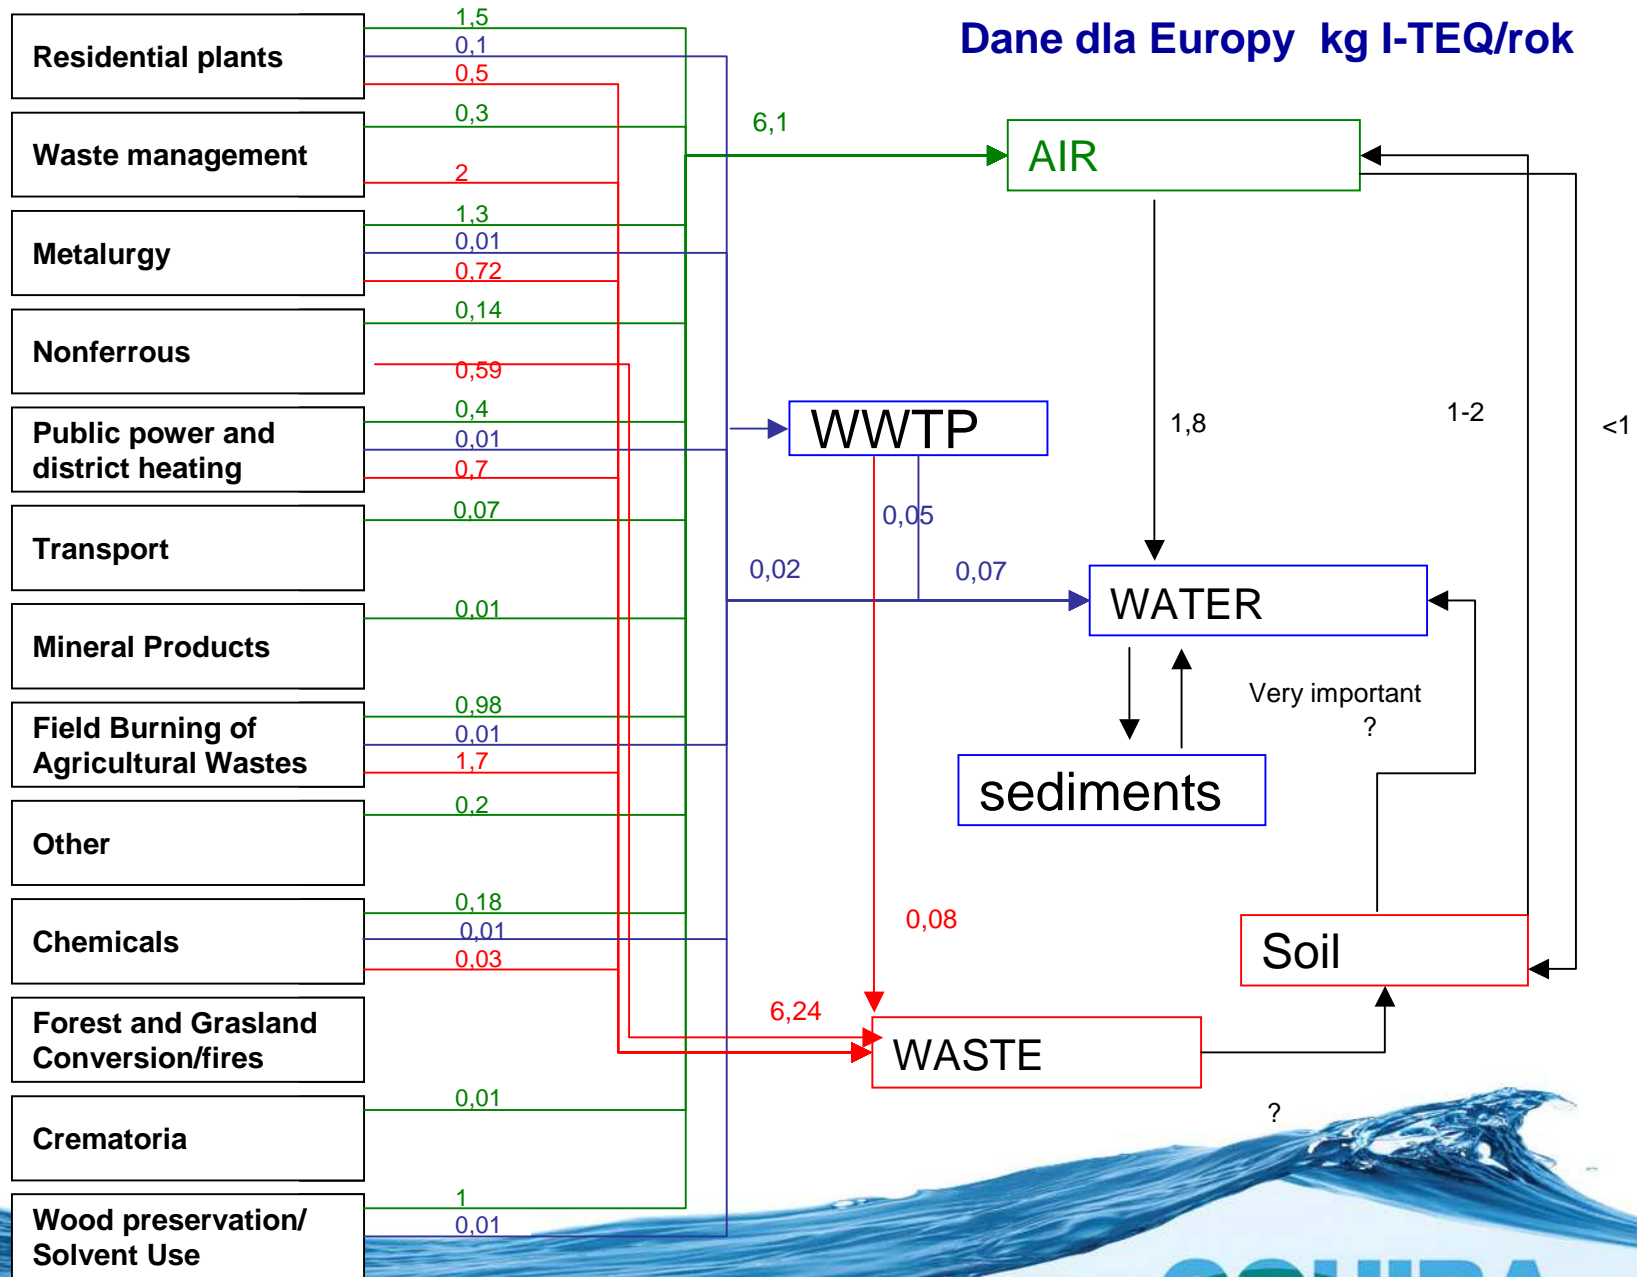 Dane dla Europy kg I-TEQ/rok
Residential plants
1,5
0,1
0,5
Waste management
0,3
2
Metalurgy
1,3
0,01
0,72
Nonferrous
0,14
0,59
Public power and
district heating
0,4
0,01
0,7
Transport
0,07
Mineral Products
0,01
Field Burning of
Agricultural Wastes
0,98
0,01
1,7
Other
0,2
Chemicals
0,18
0,01
0,03
Forest and Grasland
Conversion/fires
Crematoria
0,01
Wood preservation/
Solvent Use
1
0,01
6,1
AIR
WWTP
1,8
1-2
<1
0,05
0,02
0,07
WATER
Very important
?
sediments
0,08
Soil
6,24
WASTE
?